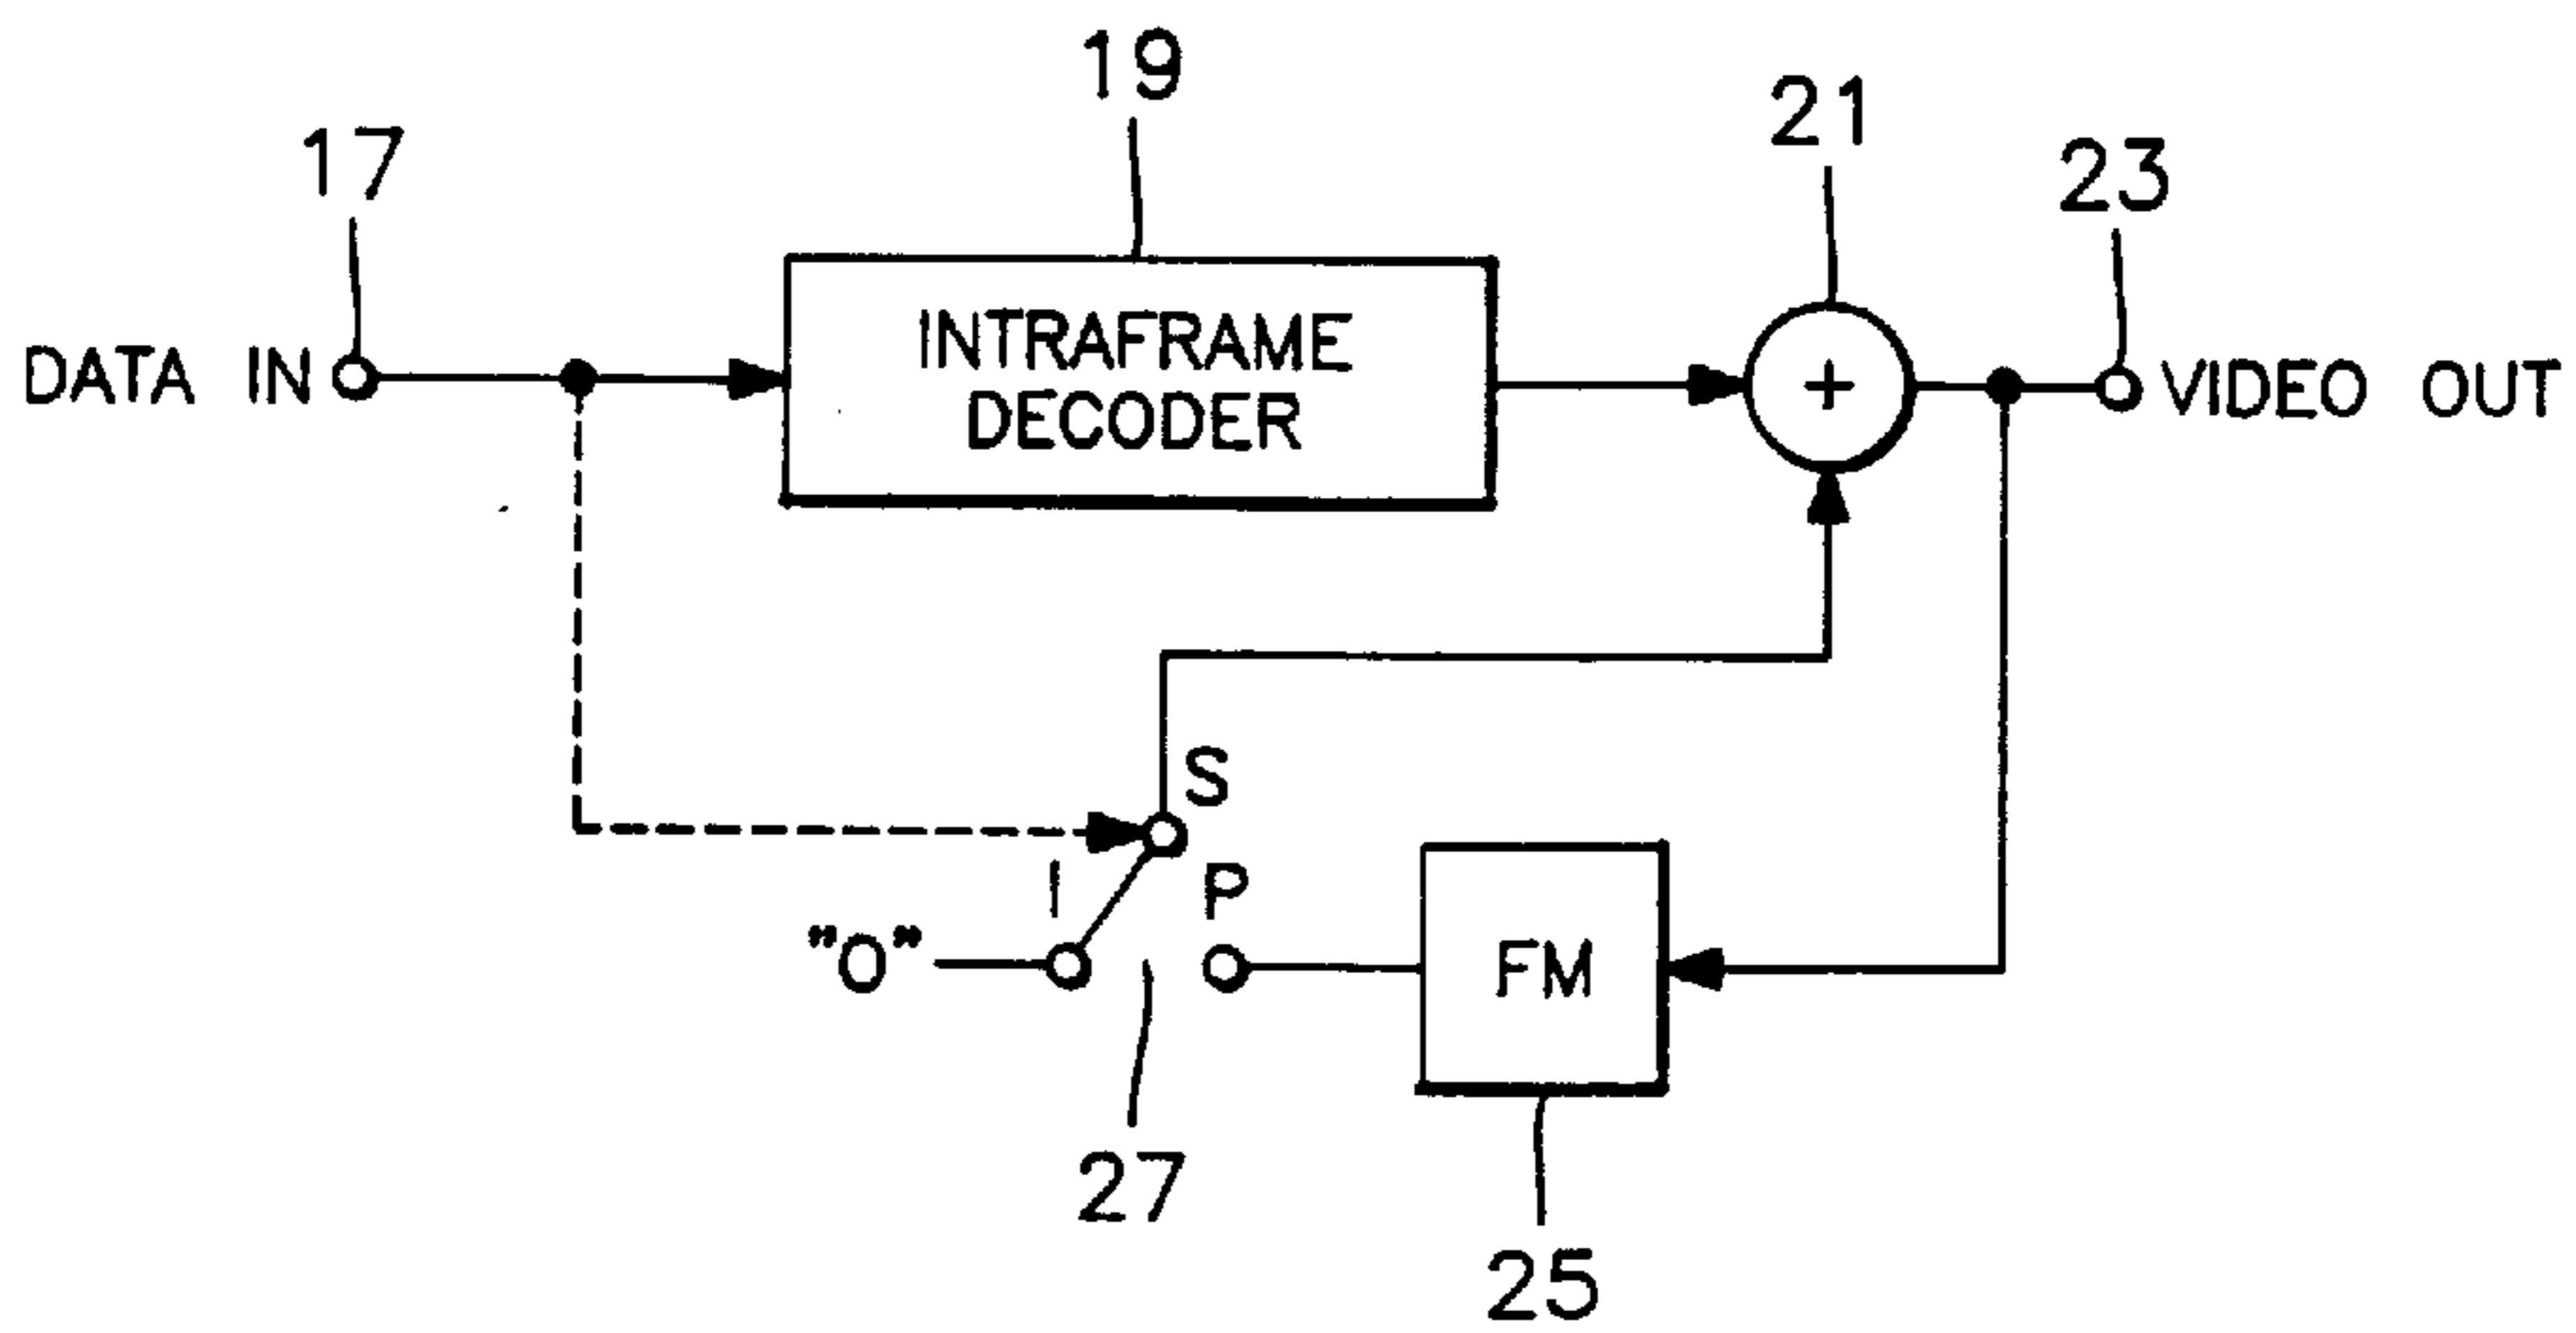 19
21
17
23
INTRAFRAME
DECODER
+
DATA IN
VIDEO OUT
S
I
P
"0"
FM
27
25